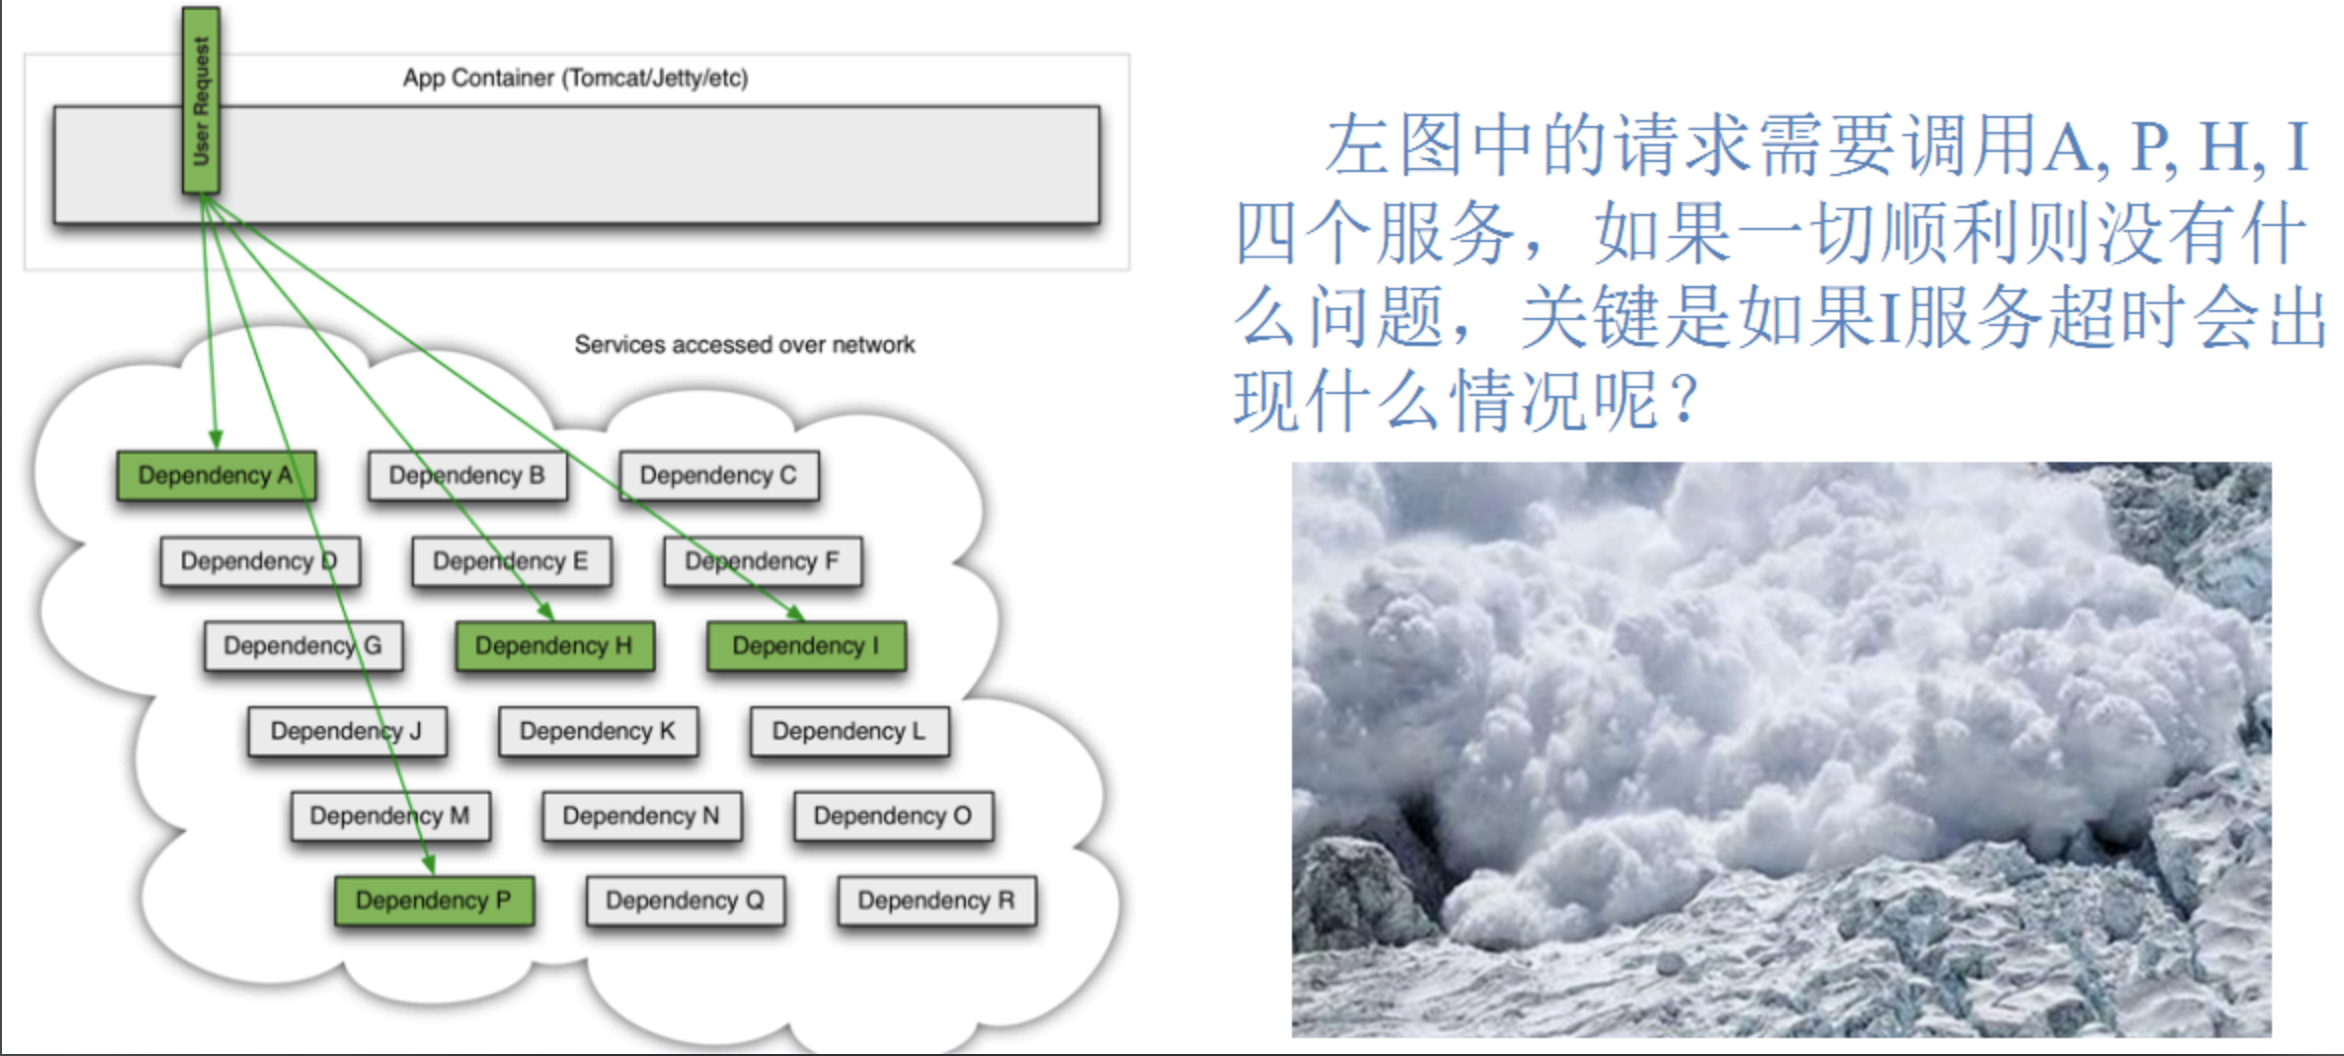 User Request
App Container (Tomcat/Jetty/etc)
Services accessed over network
Dependency A
Dependency B
Dependency C
Dependency D
Dependency E
Dependency F
Dependency G
Dependency H
Dependency I
Dependency J
Dependency K
Dependency L
Dependency M
Dependency N
Dependency O
Dependency P
Dependency Q
Dependency R
左图中的请求需要调用A, P, H, I
四个服务，如果一切顺利则没有什
么问题，关键是如果I服务超时会出
现什么情况呢？